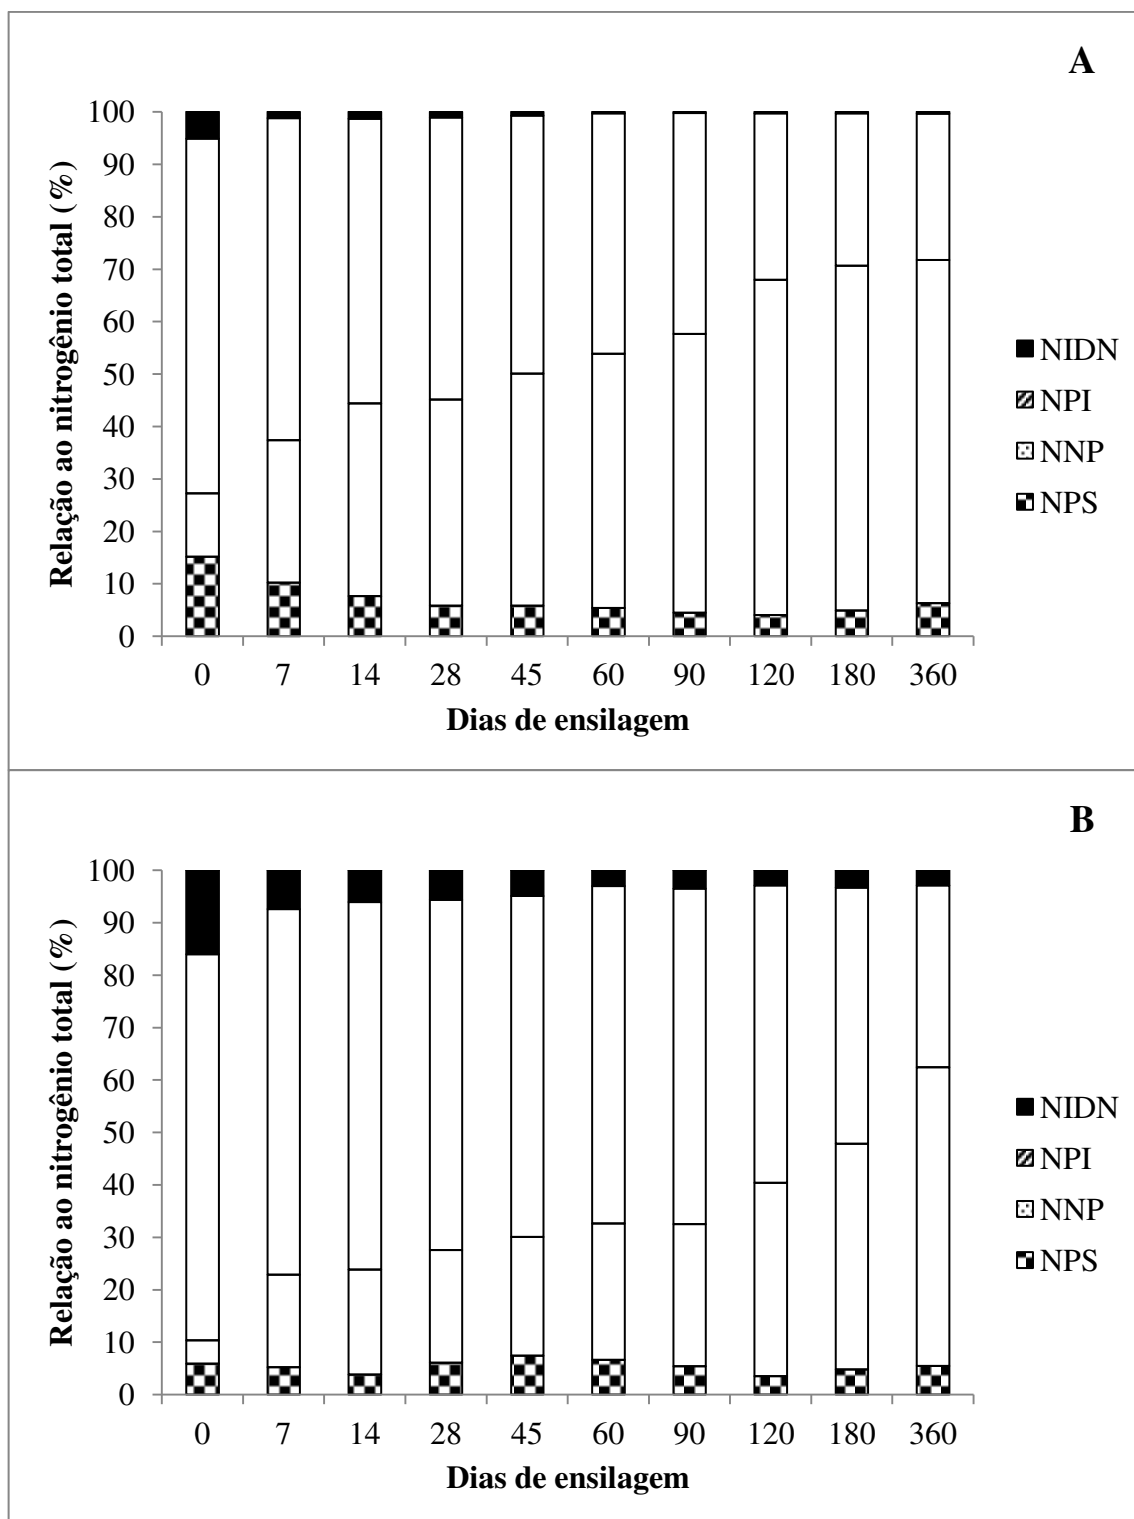 A
100
90
80
70
60
50
40
30
20
10
0
Relação ao nitrogênio total (%)
0 7 14 28 45 60 90 120 180 360
Dias de ensilagem
NIDN
NPI
NNP
NPS
B
100
90
80
70
60
50
40
30
20
10
0
Relação ao nitrogênio total (%)
0 7 14 28 45 60 90 120 180 360
Dias de ensilagem
NIDN
NPI
NNP
NPS